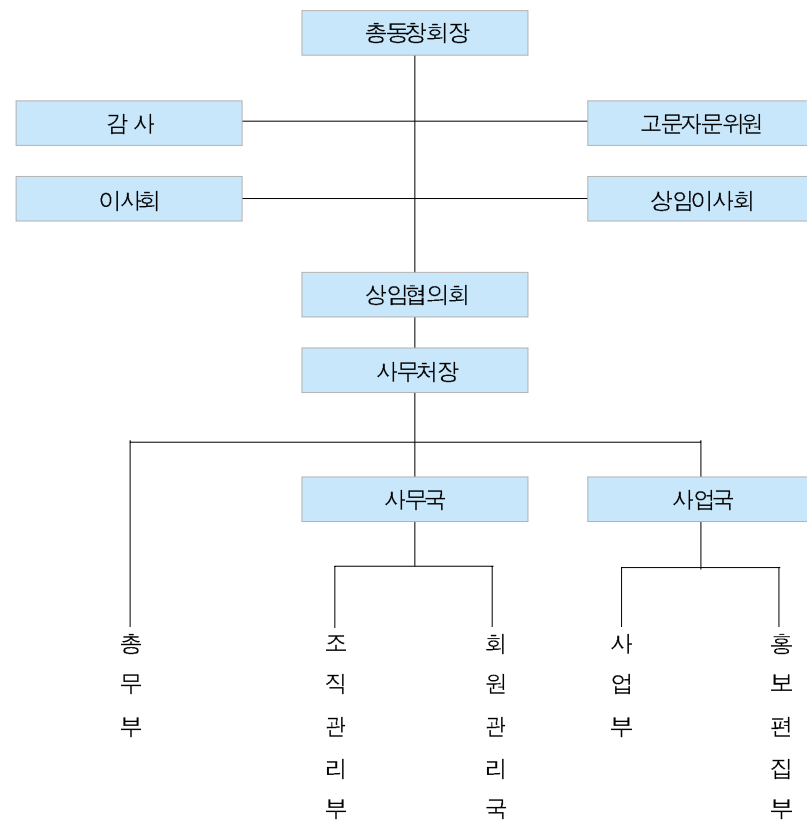 총동창회장
감 사
고문자문위원
이사회
상임이사회
상임협의회
사무처장
사무국
사업국
총무부
조직관리부
회원관리국
사업부
홍보편집부